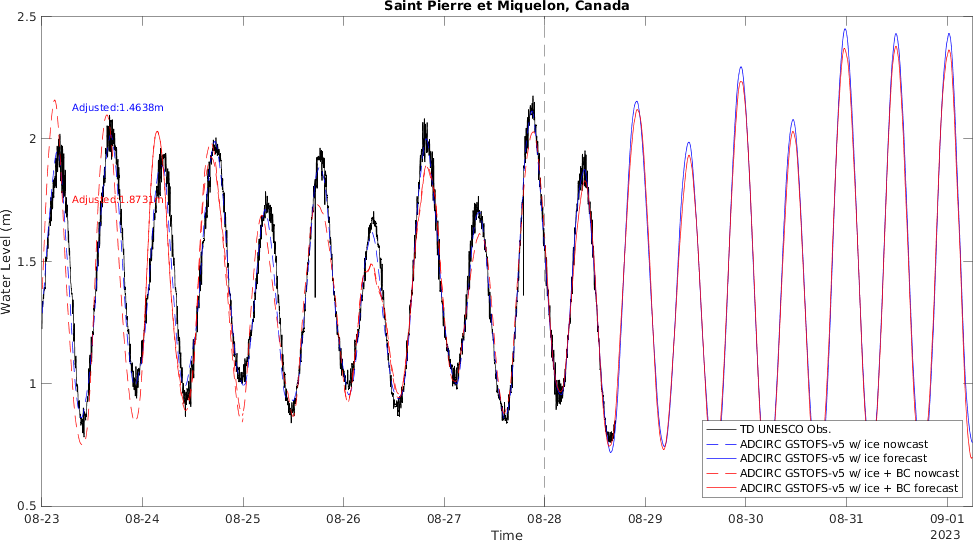 Saint Pierre et Miquelon, Canada
2.5
2
1.5
1
0.5
Water Level (m)
Adjusted:1.4638m
Adjusted:1.8731m
TD UNESCO Obs.
ADCIRC GSTOFS-v5 w/ ice nowcast
ADCIRC GSTOFS-v5 w/ ice forecast
ADCIRC GSTOFS-v5 w/ ice + BC nowcast
ADCIRC GSTOFS-v5 w/ ice + BC forecast
08-23 08-24 08-25 08-26 08-27 08-28 08-29 08-30 08-31 09-01
Time
2023